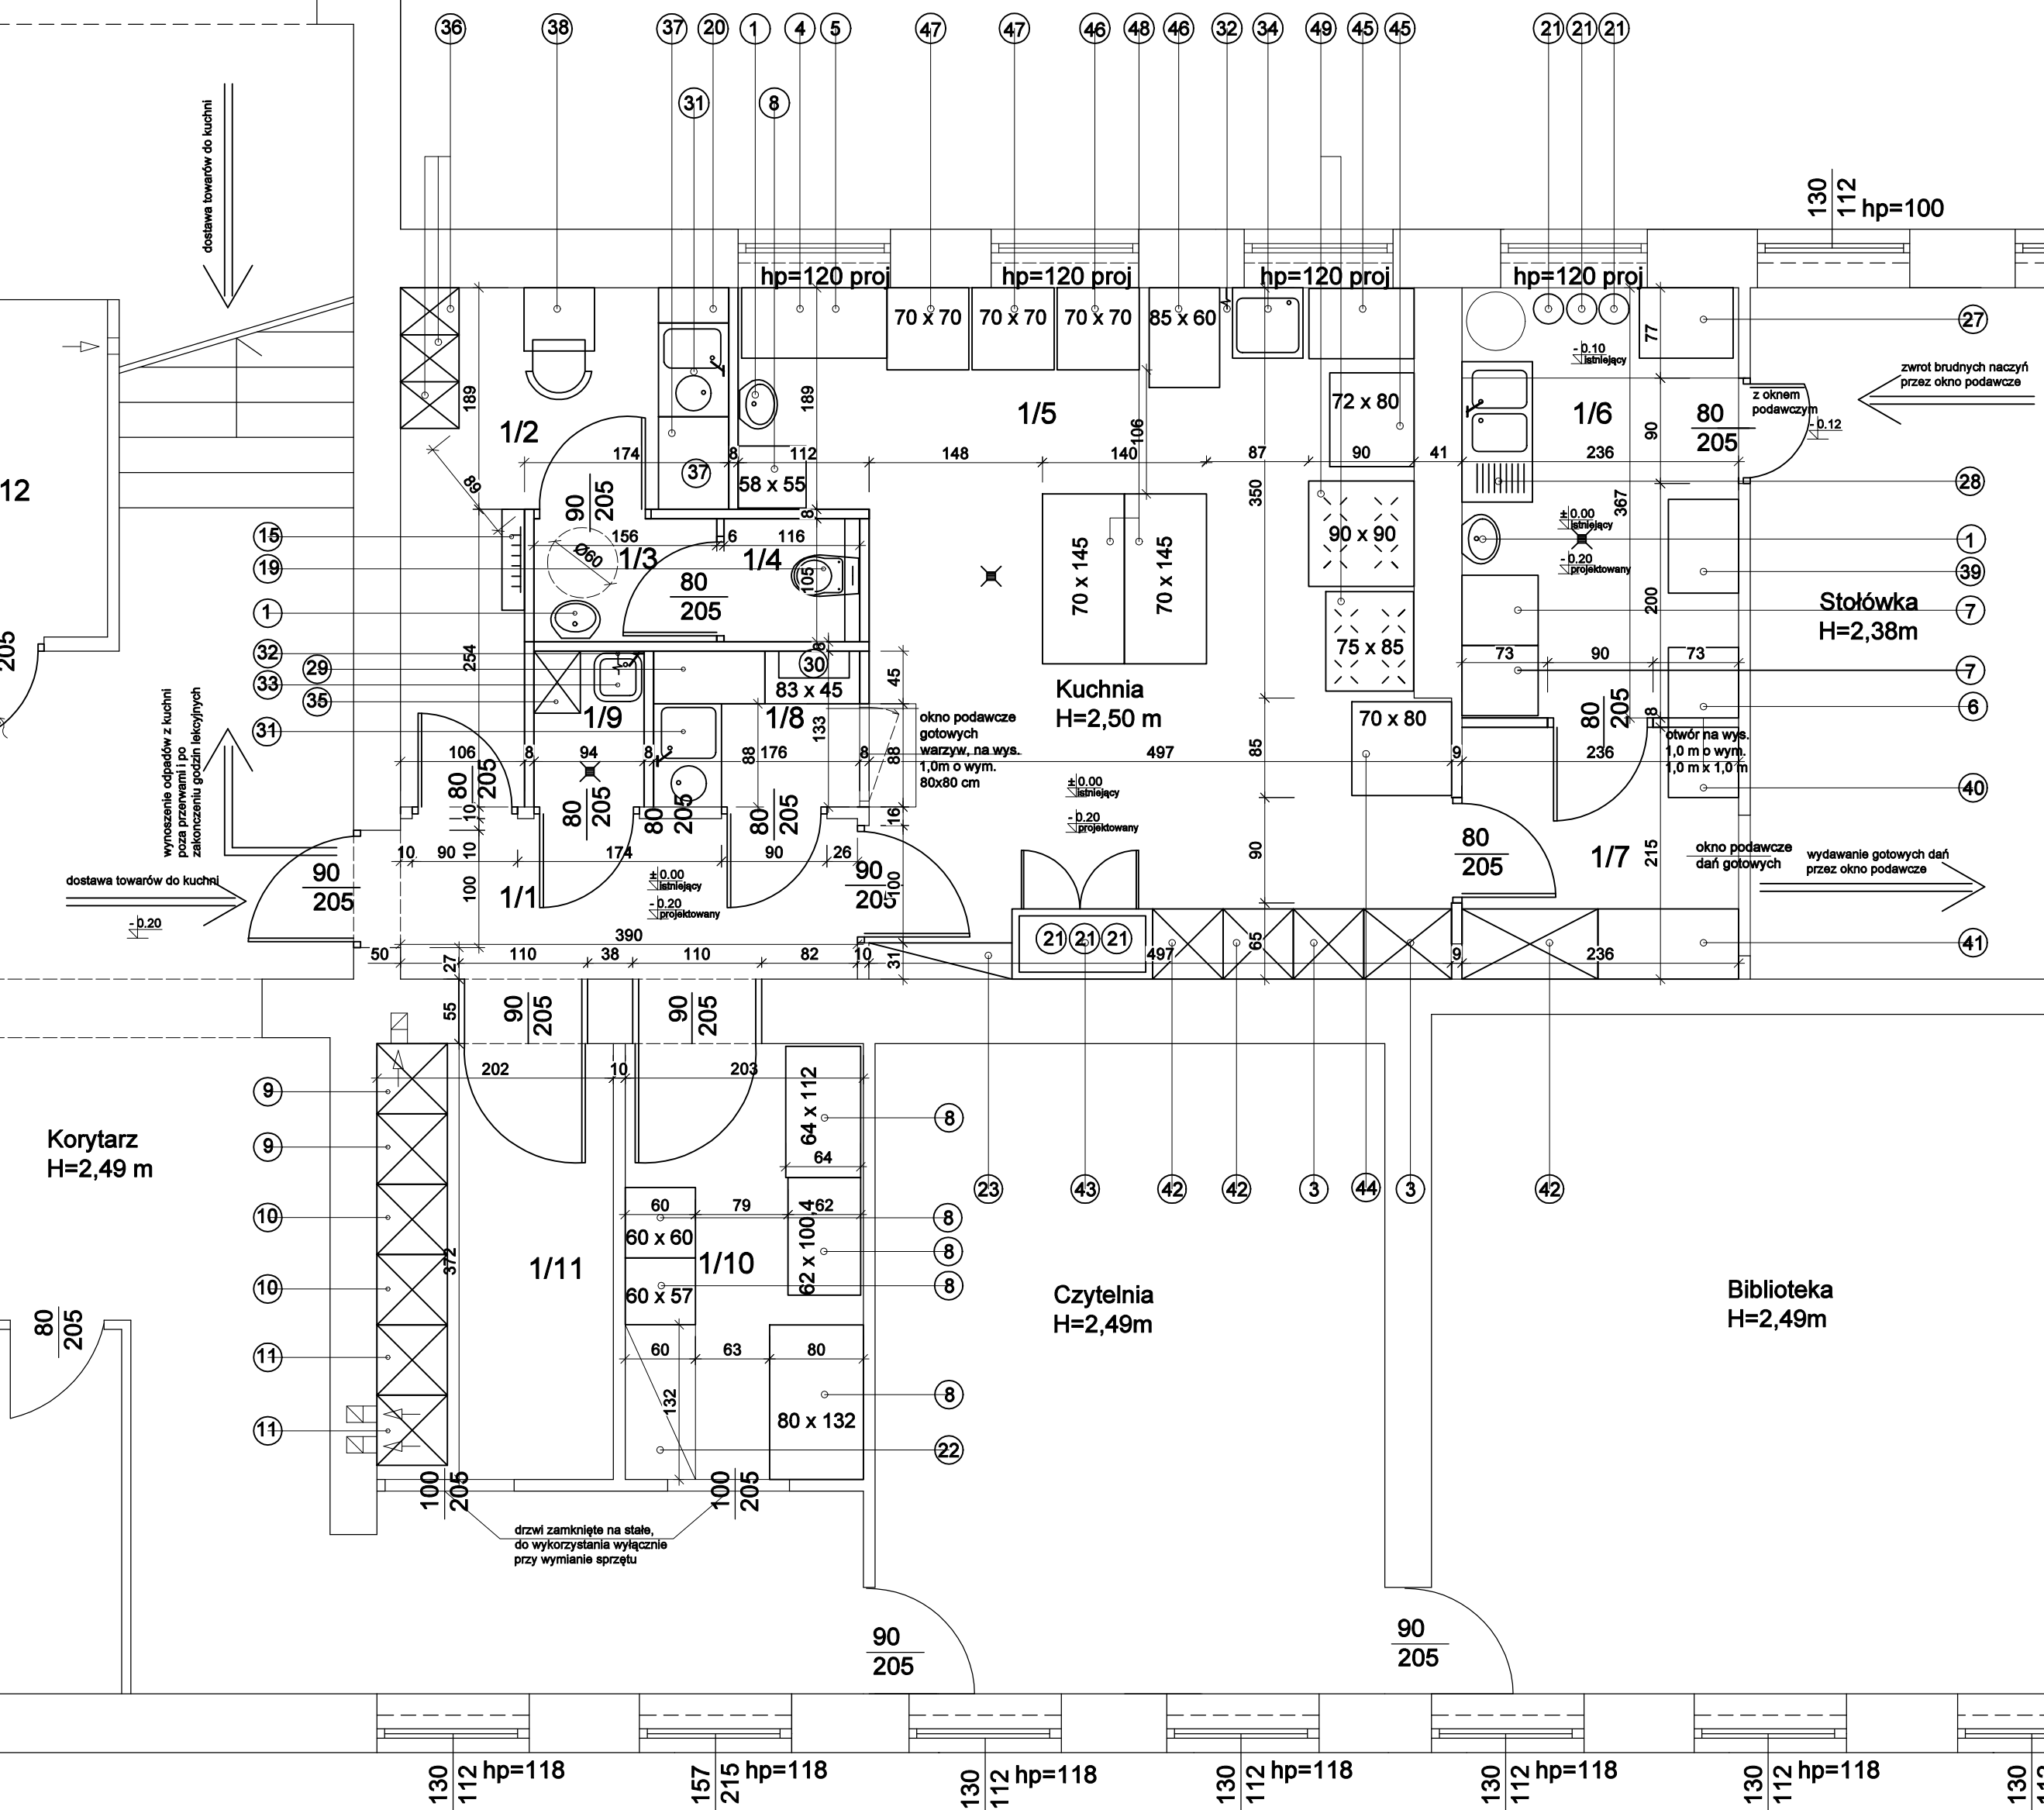 36 38 37 20 1 4 5 47 47 46 48 46 32 34 49 45 45 21 21 21
31 8
dostawa towarów do kuchni
130
112 hp=100
hp=120 proj hp=120 proj hp=120 proj hp=120 proj
70 x 70 70 x 70 70 x 70 85 x 60
27
77
- 0.10
istniejący
zwrot brudnych naczyń
przez okno podawcze
z oknem
podawczym
- 0.12
72 x 80
189
189
106
1/2
1/5
1/6
80
205
90
174 8 112 148 140 87 90 41 236
37
58 x 55
89
90
205
350
367
28
12
15
19
1
8
156 6 116
Ø60
1/3
1/4
105
80
205
70 x 145
70 x 145
90 x 90
± 0.00
istniejący
- 0.20
projektowany
1
39
7
200
Stołówka
H=2,38m
75 x 85
205
254
32
29
33
35
31
8
30
83 x 45
45
73 90 73
7
6
Kuchnia
H=2,50 m
1/9
1/8
133
70 x 80
80
205
8
wynoszenie odpadów z kuchni
poza przerwami i po
zakończeniu godzin lekcyjnych
okno podawcze
gotowych
warzyw, na wys.
1,0m o wym.
80x80 cm
otwór na wys.
1,0 m o wym.
1,0 m x 1,0 m
106 8 94 8 88 176 8 88 497 85 9 236
80
205
80
205
80
205
80
205
± 0.00
istniejący
- 0.20
projektowany
40
10
16
10 90 10 174 90 26
dostawa towarów do kuchni
- 0.20
90
205
100
1/1
± 0.00
istniejący
- 0.20
projektowany
90
205
100
90
80
205
1/7
215
okno podawcze
dań gotowych
wydawanie gotowych dań
przez okno podawcze
390
21 21 21
65
41
50 27 110 38 110 82 10 31 497 9 236
55
90
205
90
205
202 10 203
9
64 x 112
8
Korytarz
H=2,49 m
9
64
23 43 42 42 3 44 3 42
10
60 79 62
8
60 x 60
62 x 100,4
8
372
1/11
1/10
10
60 x 57
8
Czytelnia
H=2,49m
Biblioteka
H=2,49m
80
205
11
60 63 80
132
8
80 x 132
11
22
100
205
100
205
drzwi zamknięte na stałe,
do wykorzystania wyłącznie
przy wymianie sprzętu
90
205
90
205
130
112 hp=118
157
215 hp=118
130
112 hp=118
130
112 hp=118
130
112 hp=118
130
112 hp=118
130